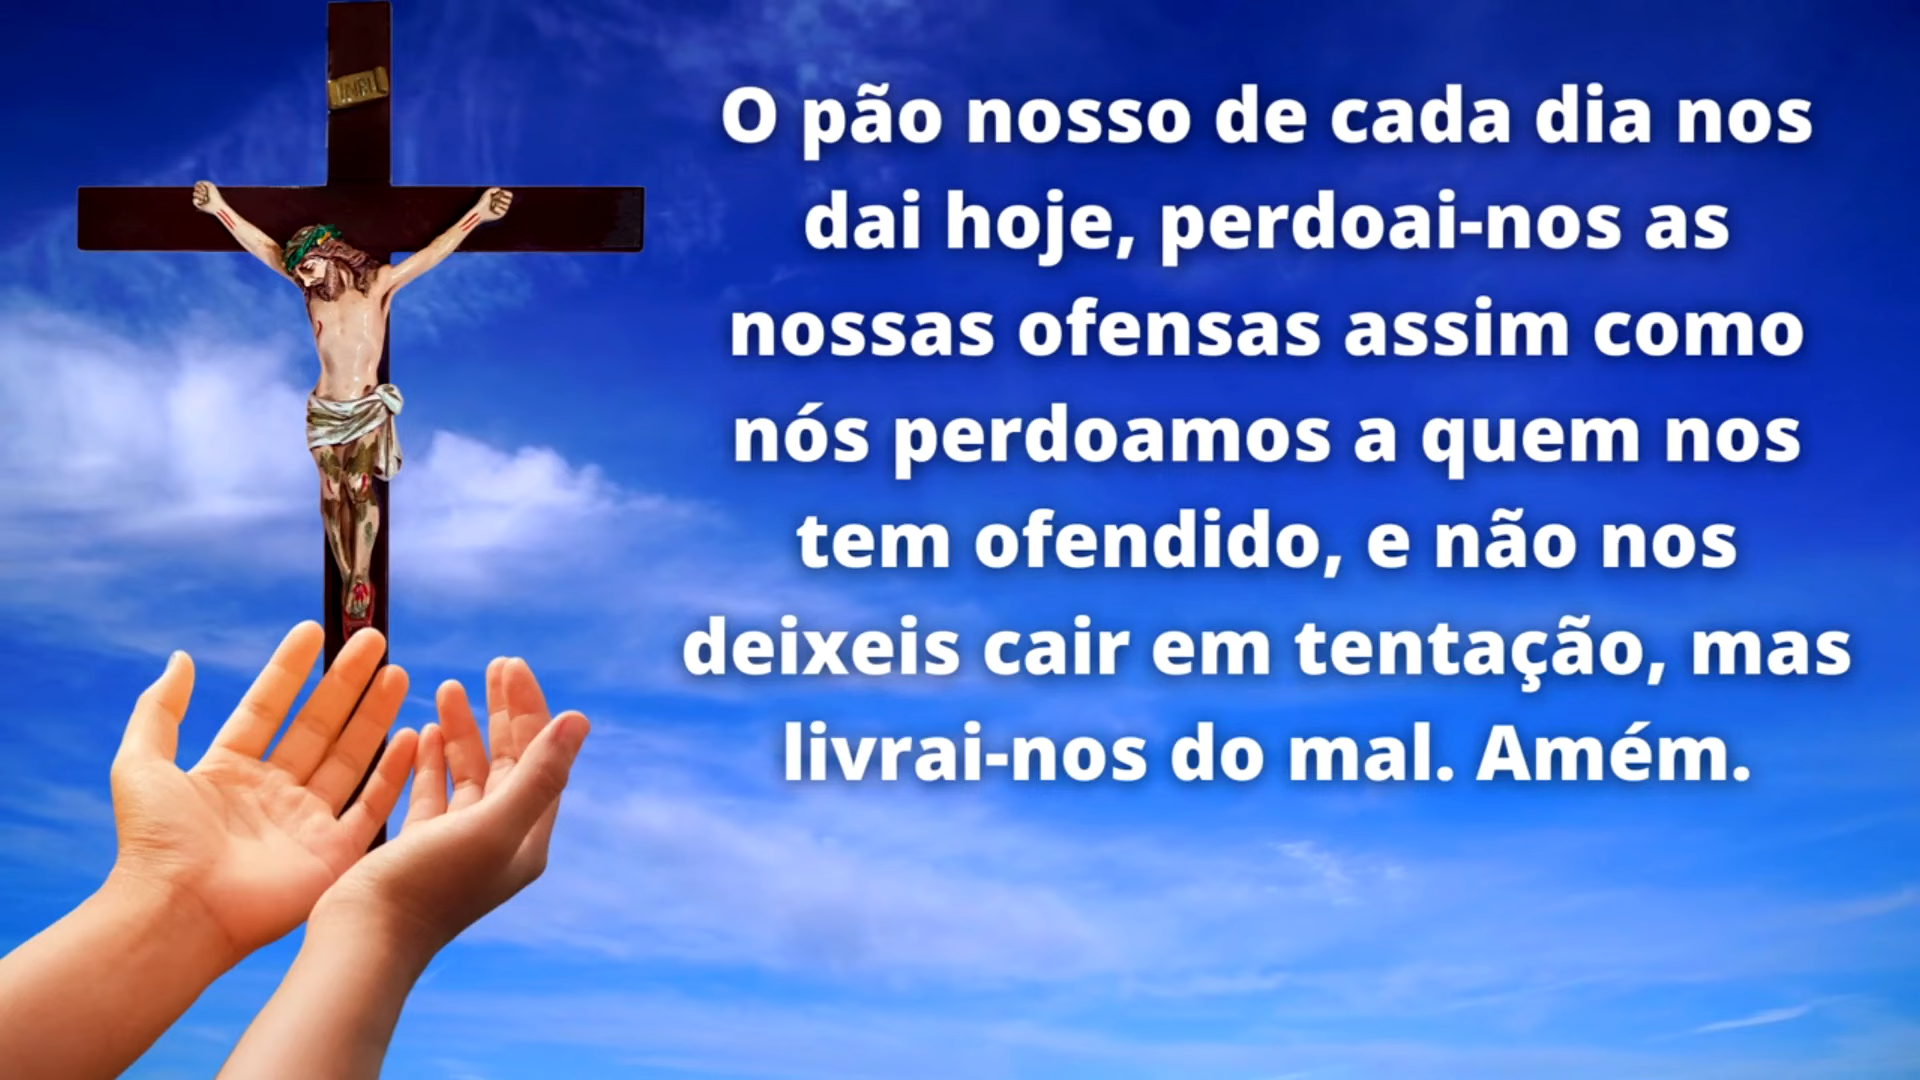 INRI
O pão nosso de cada dia nos
dai hoje, perdoai-nos as
nossas ofensas assim como
nós perdoamos a quem nos
tem ofendido, e não nos
deixeis cair em tentação, mas
livrai-nos do mal. Amém.